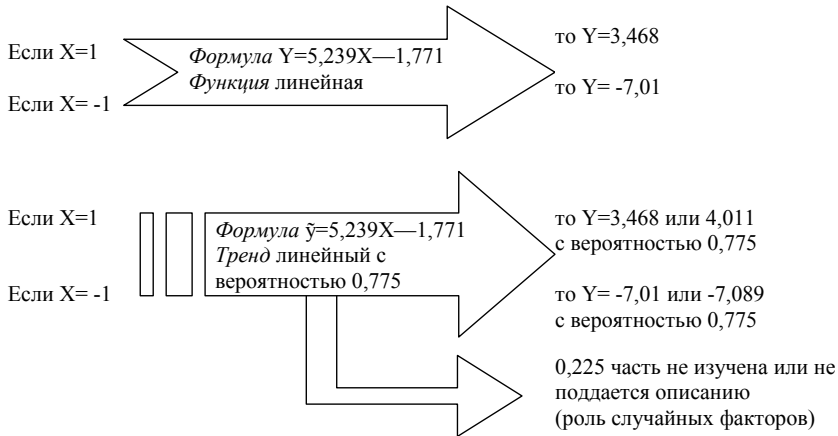 Если X=1
Формула Y=5,239X—1,771
Функция линейная
то Y=3,468
Если X= -1
то Y= -7,01
Если X=1
Формула ỹ=5,239X—1,771
Тренд линейный с
вероятностью 0,775
то Y=3,468 или 4,011
с вероятностью 0,775
Если X= -1
то Y= -7,01 или -7,089
с вероятностью 0,775
0,225 часть не изучена или не
поддается описанию
(роль случайных факторов)